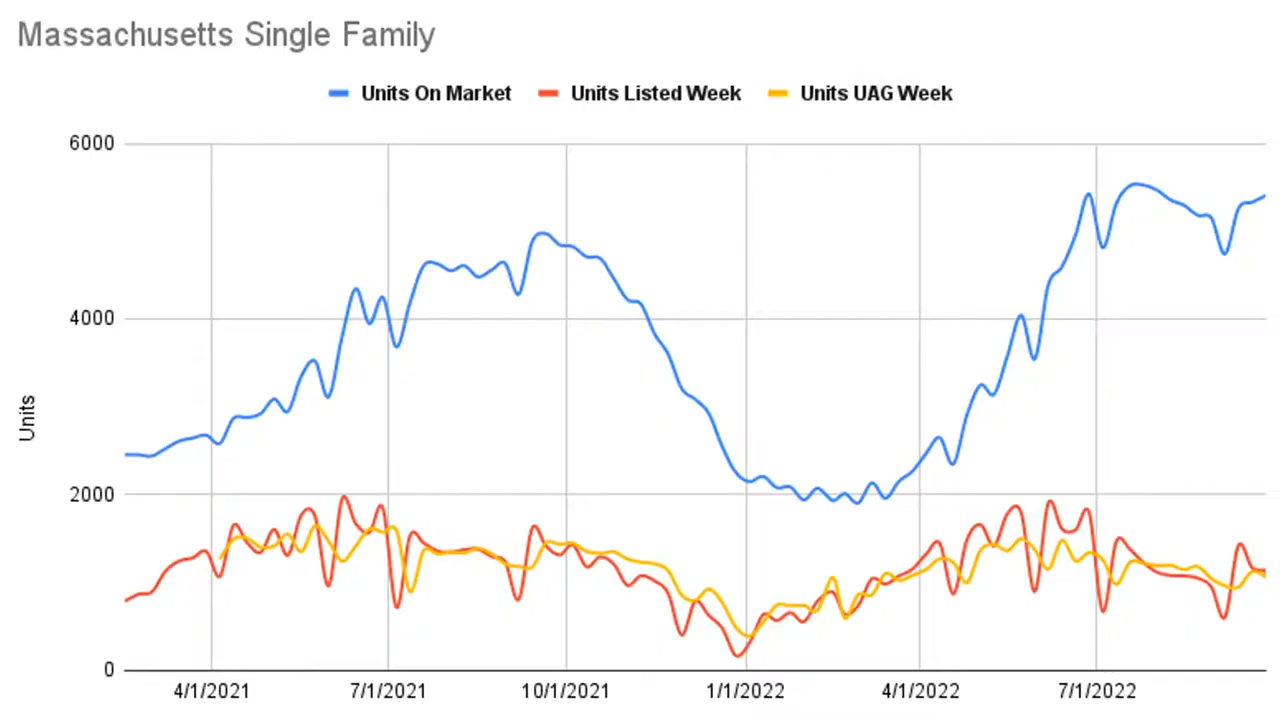 Massachusetts Single Family
Units On Market Units Listed Week Units UAG Week
6000
4000
2000
0
Units
4/1/2021 7/1/2021 10/1/2021 1/1/2022 4/1/2022 7/1/2022